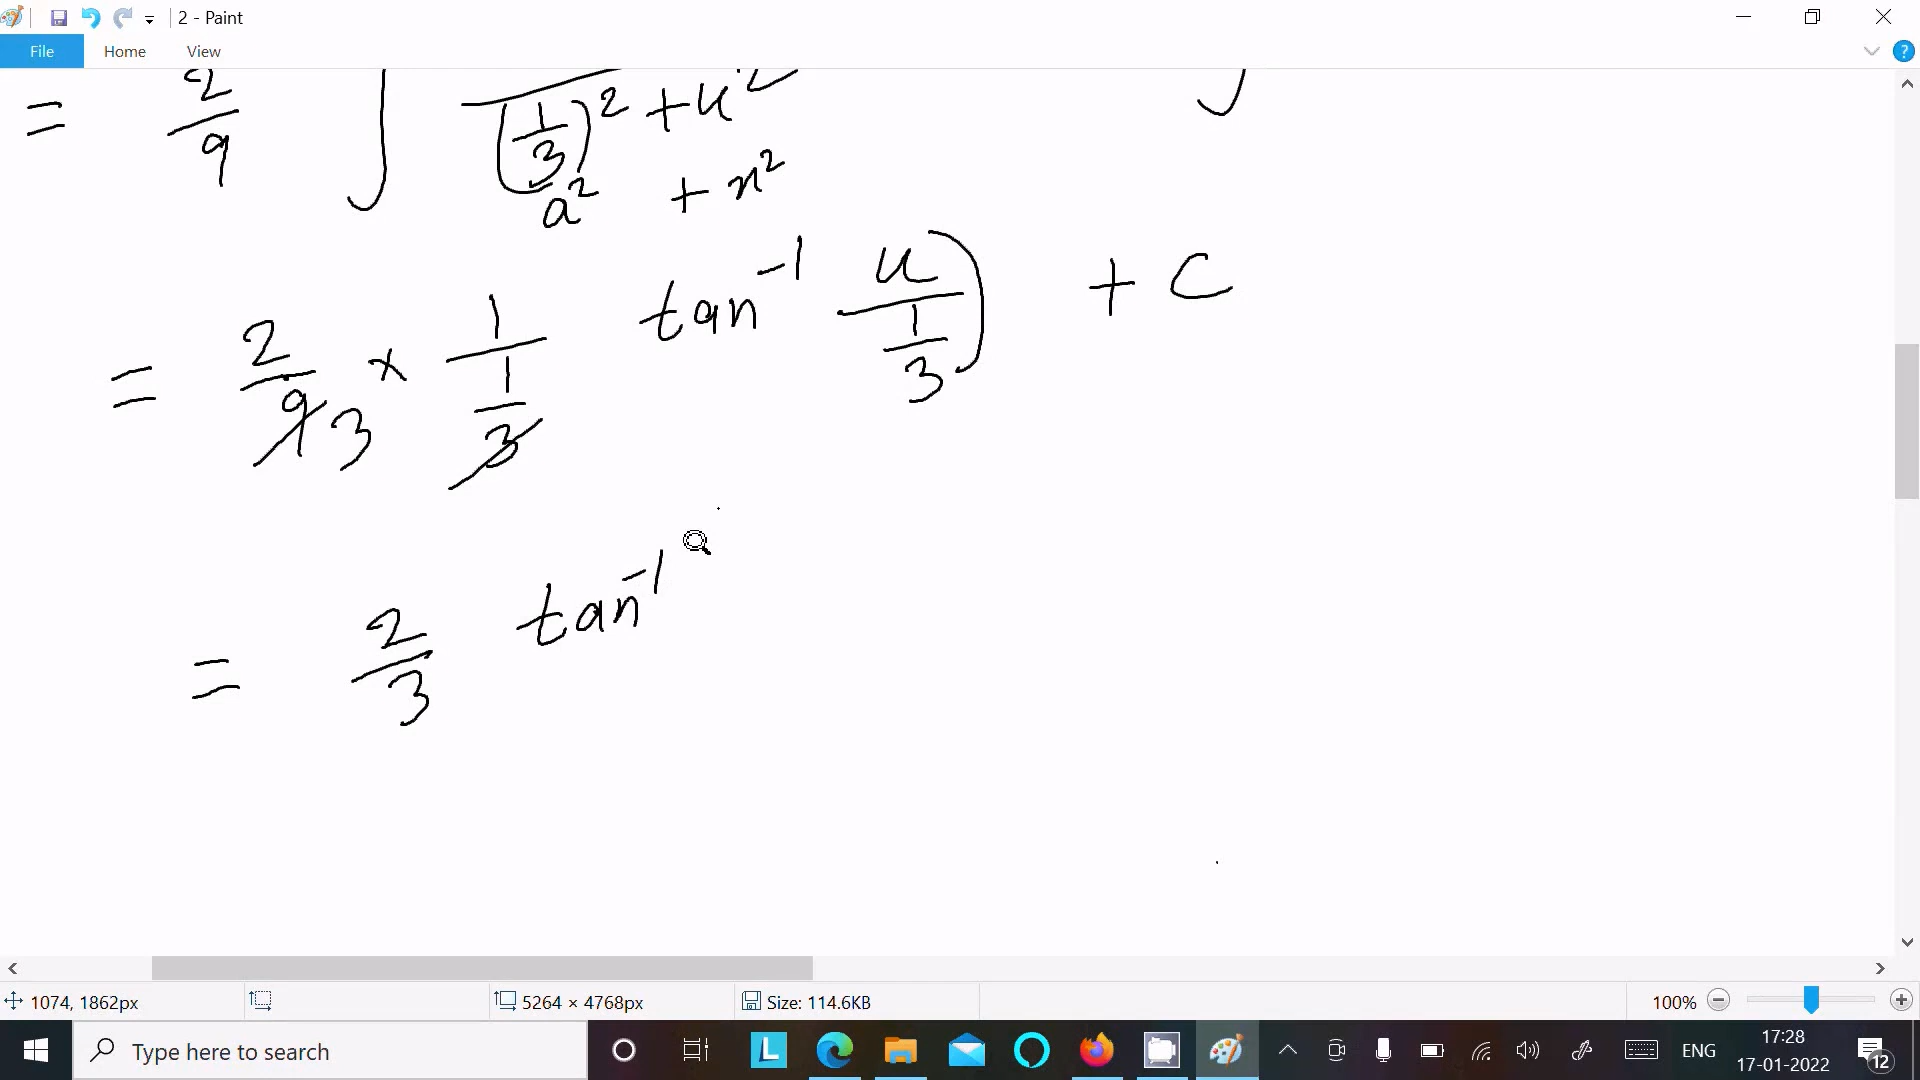 2 - Paint
File Home View
= 2/9 ∫ 1/3)² + u²
a² + x²
= 2/9 3 × 1/1/3 tan⁻¹ u/1/3) + C
= 2/3 tan⁻¹
1074, 1862px 5264 × 4768px Size: 114.6KB 100%
Type here to search L ENG 17:28
17-01-2022 12